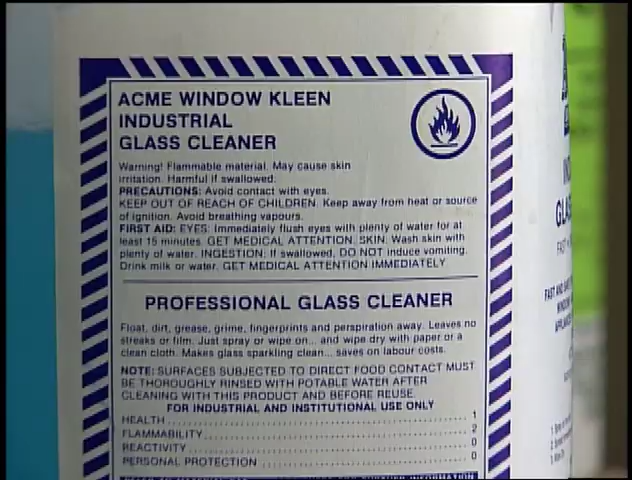 ACME WINDOW KLEEN
INDUSTRIAL
GLASS CLEANER
Warning! Flammable material. May cause skin
irritation. Harmful if swallowed.
PRECAUTIONS: Avoid contact with eyes.
KEEP OUT OF REACH OF CHILDREN. Keep away from heat or source
of ignition. Avoid breathing vapours.
FIRST AID: EYES: Immediately flush eyes with plenty of water for at
least 15 minutes. GET MEDICAL ATTENTION. SKIN: Wash skin with
plenty of water. INGESTION: If swallowed, DO NOT induce vomiting.
Drink milk or water. GET MEDICAL ATTENTION IMMEDIATELY
PROFESSIONAL GLASS CLEANER
Float, dirt, grease, grime, fingerprints and perspiration away. Leaves no
streaks or film. Just spray or wipe on... and wipe dry with paper or a
clean cloth. Makes glass sparkling clean... saves on labour costs.
NOTE: SURFACES SUBJECTED TO DIRECT FOOD CONTACT MUST
BE THOROUGHLY RINSED WITH POTABLE WATER AFTER
CLEANING WITH THIS PRODUCT AND BEFORE REUSE.
FOR INDUSTRIAL AND INSTITUTIONAL USE ONLY
HEALTH 1
FLAMMABILITY 2
REACTIVITY 0
PERSONAL PROTECTION 0
FAST AND
WINDOW